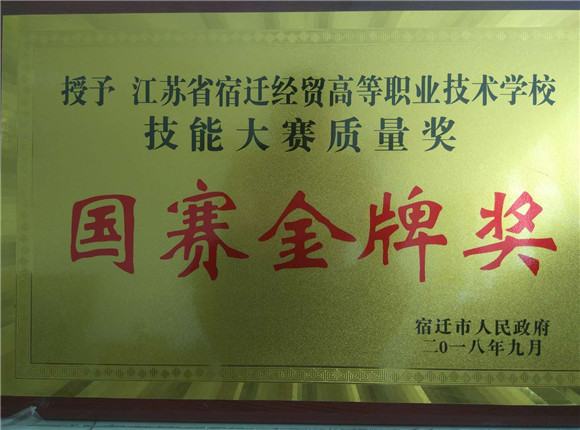 授予 江苏省宿迁经贸高等职业技术学校
技能大赛质量奖
国赛金牌奖
宿迁市人民政府
二0一八年九月